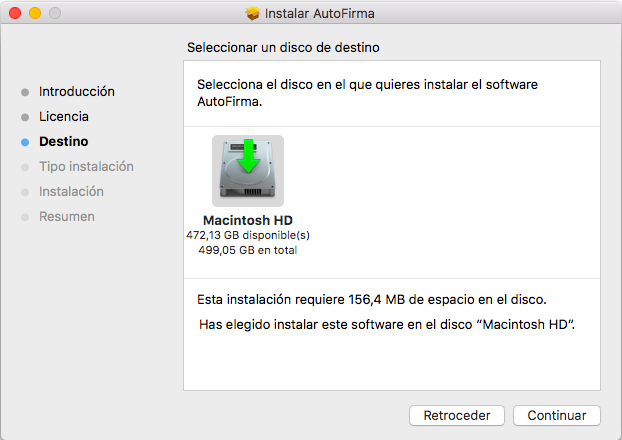 Instalar AutoFirma
Seleccionar un disco de destino
Introducción
Licencia
Destino
Tipo instalación
Instalación
Resumen
Selecciona el disco en el que quieres instalar el software
AutoFirma.
Macintosh HD
472,13 GB disponible(s)
499,05 GB en total
Esta instalación requiere 156,4 MB de espacio en el disco.
Has elegido instalar este software en el disco “Macintosh HD”.
Retroceder
Continuar